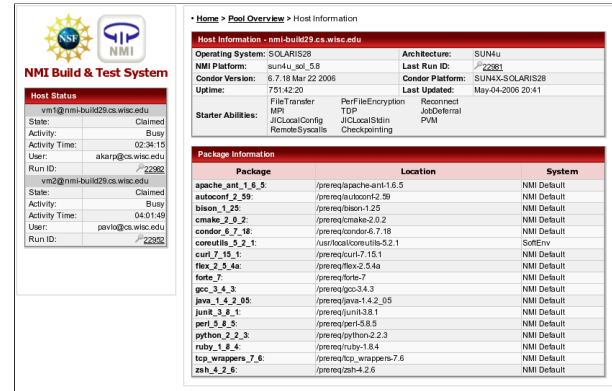 NSF
NMI
NMI Build & Test System
Host Status
vm1@nmi-build29.cs.wisc.edu
State: Claimed
Activity: Busy
Activity Time: 02:34:15
User: akarp@cs.wisc.edu
Run ID: 22982
vm2@nmi-build29.cs.wisc.edu
State: Claimed
Activity: Busy
Activity Time: 04:01:49
User: pavlo@cs.wisc.edu
Run ID: 22952
• Home > Pool Overview > Host Information
Host Information - nmi-build29.cs.wisc.edu
Operating System: SOLARIS28 Architecture: SUN4u
NMI Platform: sun4u_sol_5.8 Last Run ID: 22981
Condor Version: 6.7.18 Mar 22 2006 Condor Platform: SUN4X-SOLARIS28
Uptime: 751:42:20 Last Updated: May-04-2006 20:41
Starter Abilities:
FileTransfer PerFileEncryption Reconnect
MPI TDP JobDeferral
JICLocalConfig JICLocalStdin PVM
RemoteSyscalls Checkpointing
Package Information
Package Location System
apache_ant_1_6_5: /prereq/apache-ant-1.6.5 NMI Default
autoconf_2_59: /prereq/autoconf-2.59 NMI Default
bison_1_25: /prereq/bison-1.25 NMI Default
cmake_2_0_2: /prereq/cmake-2.0.2 NMI Default
condor_6_7_18: /prereq/condor-6.7.18 NMI Default
coreutils_5_2_1: /usr/local/coreutils-5.2.1 SoftEnv
curl_7_15_1: /prereq/curl-7.15.1 NMI Default
flex_2_5_4a: /prereq/flex-2.5.4a NMI Default
forte_7: /prereq/forte-7 NMI Default
gcc_3_4_3: /prereq/gcc-3.4.3 NMI Default
java_1_4_2_05: /prereq/java-1.4.2_05 NMI Default
junit_3_8_1: /prereq/junit-3.8.1 NMI Default
perl_5_8_5: /prereq/perl-5.8.5 NMI Default
python_2_2_3: /prereq/python-2.2.3 NMI Default
ruby_1_8_4: /prereq/ruby-1.8.4 NMI Default
tcp_wrappers_7_6: /prereq/tcp_wrappers-7.6 NMI Default
zsh_4_2_6: /prereq/zsh-4.2.6 NMI Default